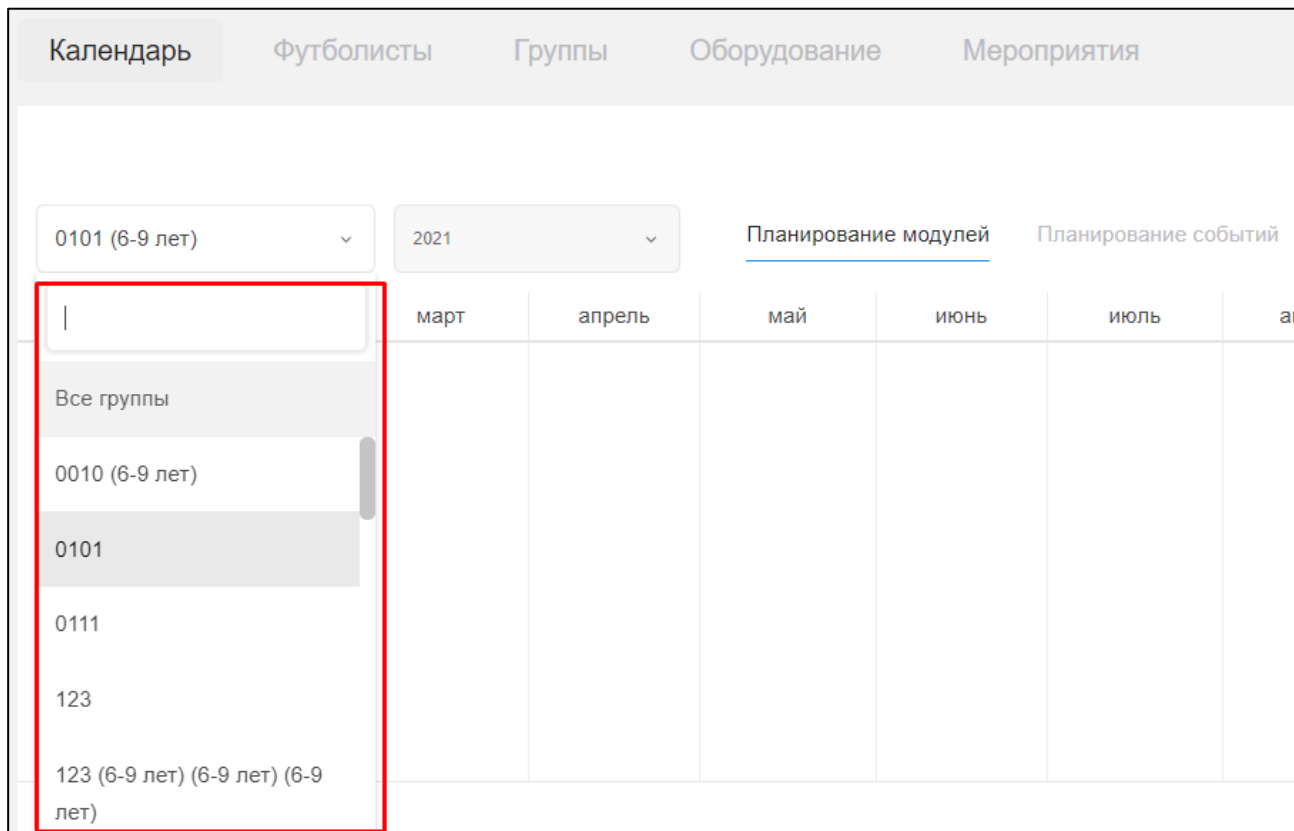 Календарь Футболисты Группы Оборудование Мероприятия
0101 (6-9 лет) 2021 Планирование модулей Планирование событий
март апрель май июнь июль
Все группы
0010 (6-9 лет)
0101
0111
123
123 (6-9 лет) (6-9 лет) (6-9
лет)